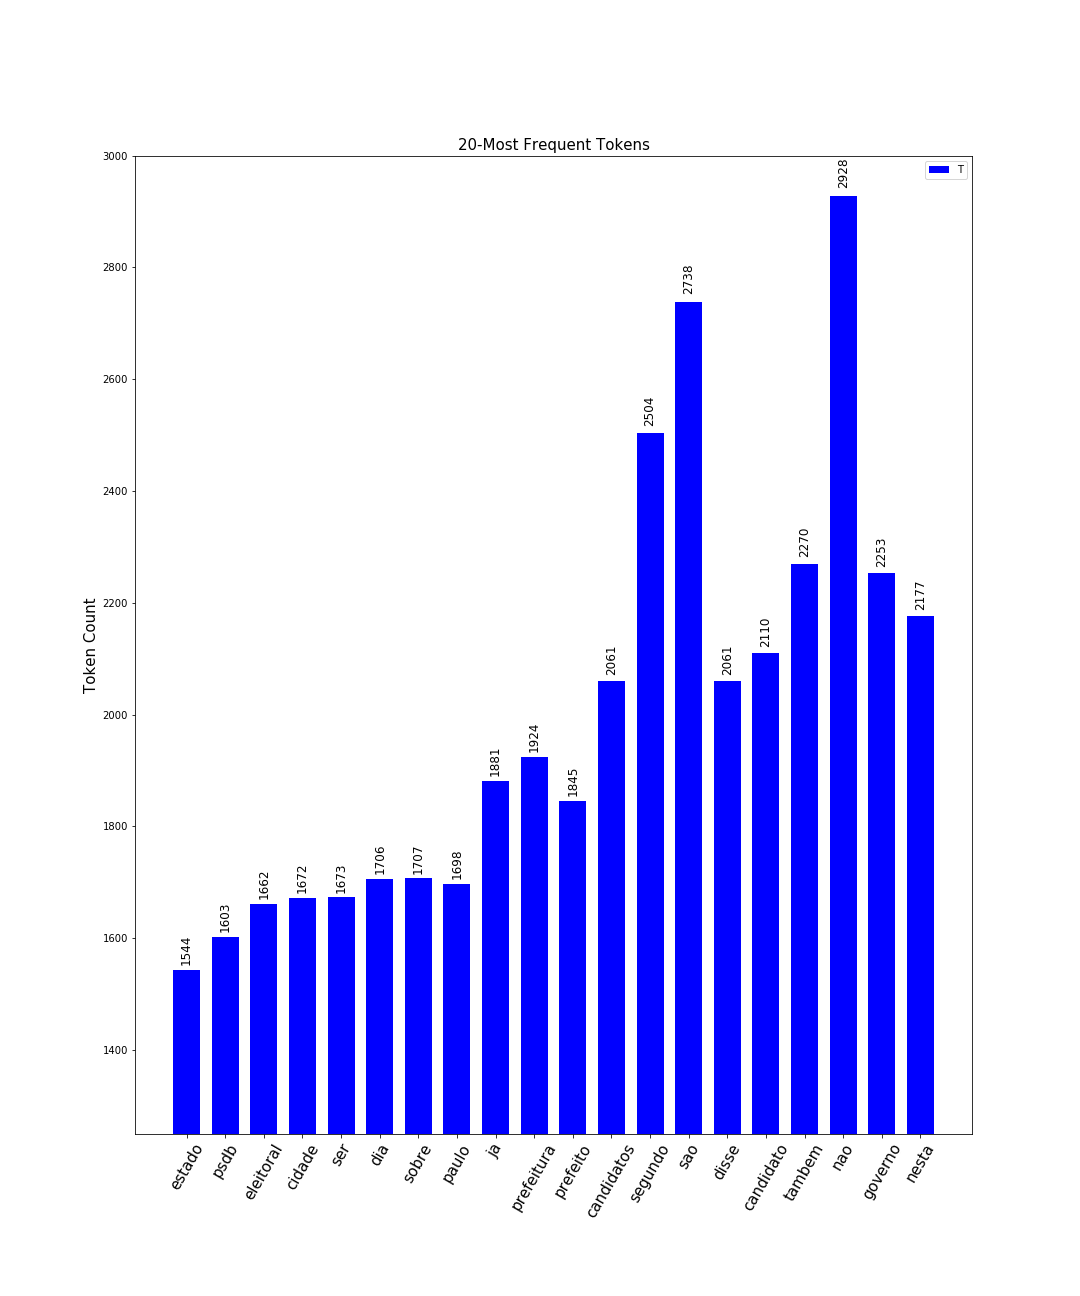 20-Most Frequent Tokens
T
Token Count
3000
2800
2600
2400
2200
2000
1800
1600
1400
1544
1603
1662
1672
1673
1706
1707
1698
1881
1924
1845
2061
2504
2738
2061
2110
2270
2928
2253
2177
estado
psdb
eleitoral
cidade
ser
dia
sobre
paulo
ja
prefeitura
prefeito
candidatos
segundo
sao
disse
candidato
tambem
nao
governo
nesta